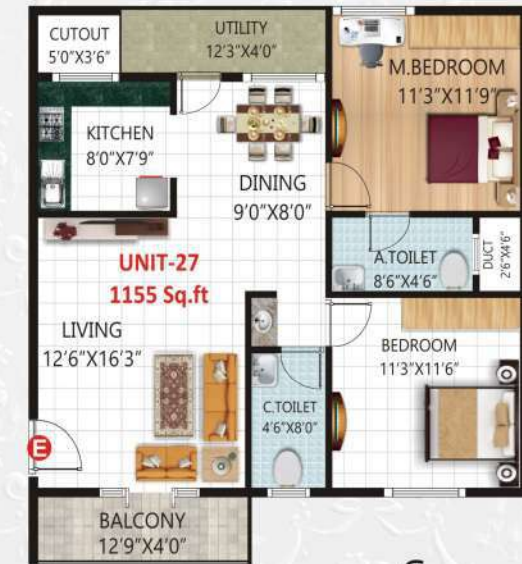 CUTOUT
5'0"X3'6"
UTILITY
12'3"X4'0"
M.BEDROOM
11'3"X11'9"
KITCHEN
8'0"X7'9"
DINING
9'0"X8'0"
A.TOILET
8'6"X4'6"
DUCT
2'6"X4'6"
UNIT-27
1155 Sq.ft
LIVING
12'6"X16'3"
BEDROOM
11'3"X11'6"
C.TOILET
4'6"X8'0"
E
BALCONY
12'9"X4'0"